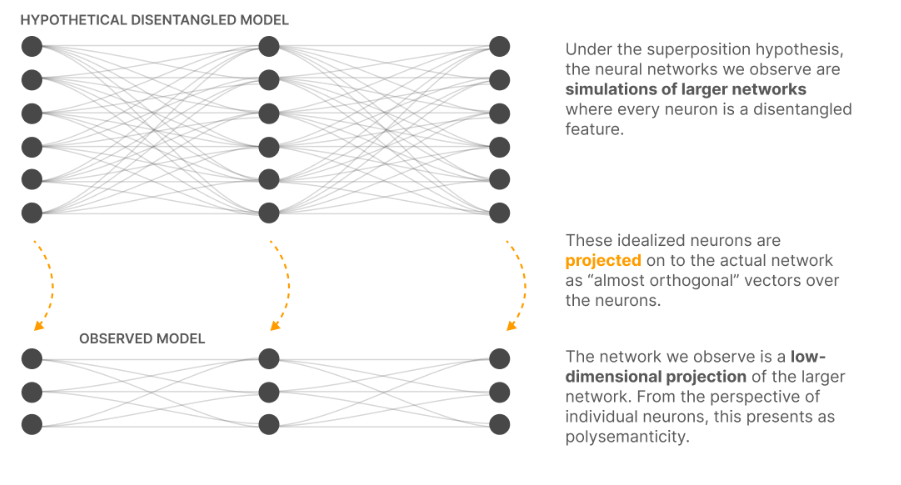 HYPOTHETICAL DISENTANGLED MODEL
Under the superposition hypothesis,
the neural networks we observe are
simulations of larger networks
where every neuron is a disentangled
feature.
These idealized neurons are
projected on to the actual network
as “almost orthogonal” vectors over
the neurons.
OBSERVED MODEL
The network we observe is a low-
dimensional projection of the larger
network. From the perspective of
individual neurons, this presents as
polysemanticity.